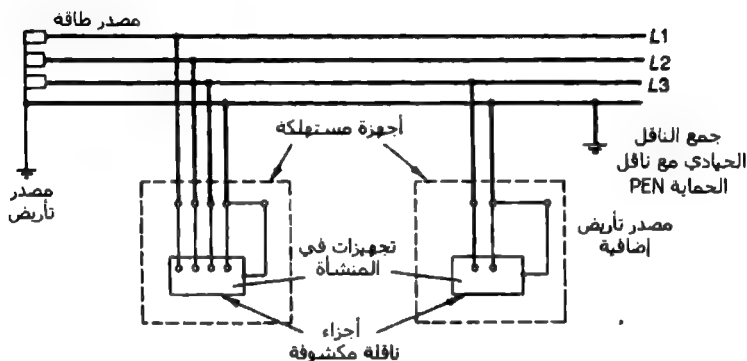 مصدر طاقة
L1
L2
L3
أجهزة مستهلكة
جمع الناقل
الحيادي مع ناقل
الحماية PEN
مصدر
تأريض
مصدر تأريض
إضافية
تجهيزات في
المنشأة
أجزاء
ناقلة مكشوفة